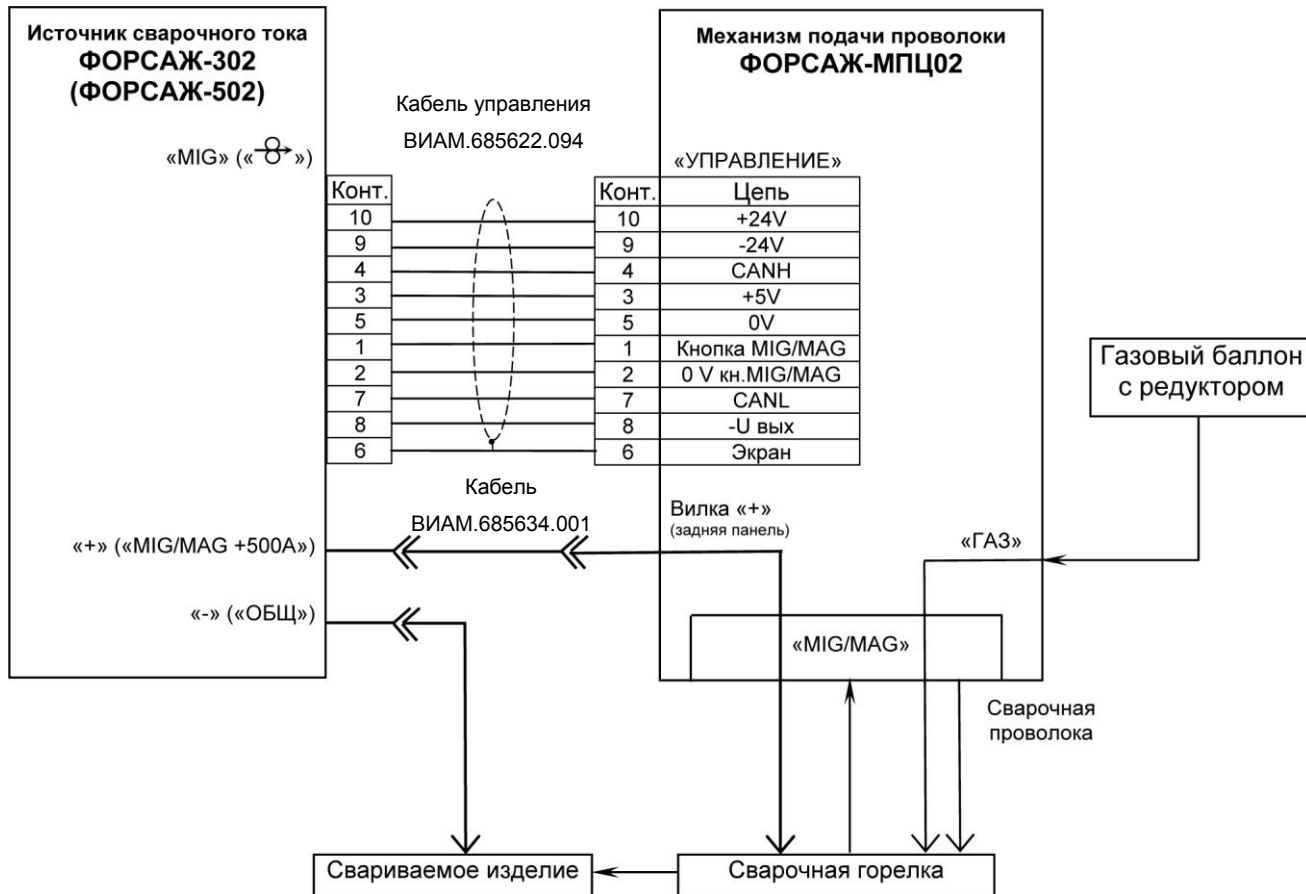 Источник сварочного тока
ФОРСАЖ-302
(ФОРСАЖ-502)
«MIG» (« »)
Кабель управления
ВИАМ.685622.094
Механизм подачи проволоки
ФОРСАЖ-МПЦ02
«УПРАВЛЕНИЕ»
Конт. Конт. Цепь
10 10 +24V
9 9 -24V
4 4 CANH
3 3 +5V
5 5 0V
1 1 Кнопка MIG/MAG
2 2 0 V кн.MIG/MAG
7 7 CANL
8 8 -U вых
6 6 Экран
Газовый баллон
с редуктором
Кабель
ВИАМ.685634.001
Вилка «+»
(задняя панель)
«+» («MIG/MAG +500А»)
«ГАЗ»
«-» («ОБЩ»)
«MIG/MAG»
Сварочная
проволока
Свариваемое изделие
Сварочная горелка